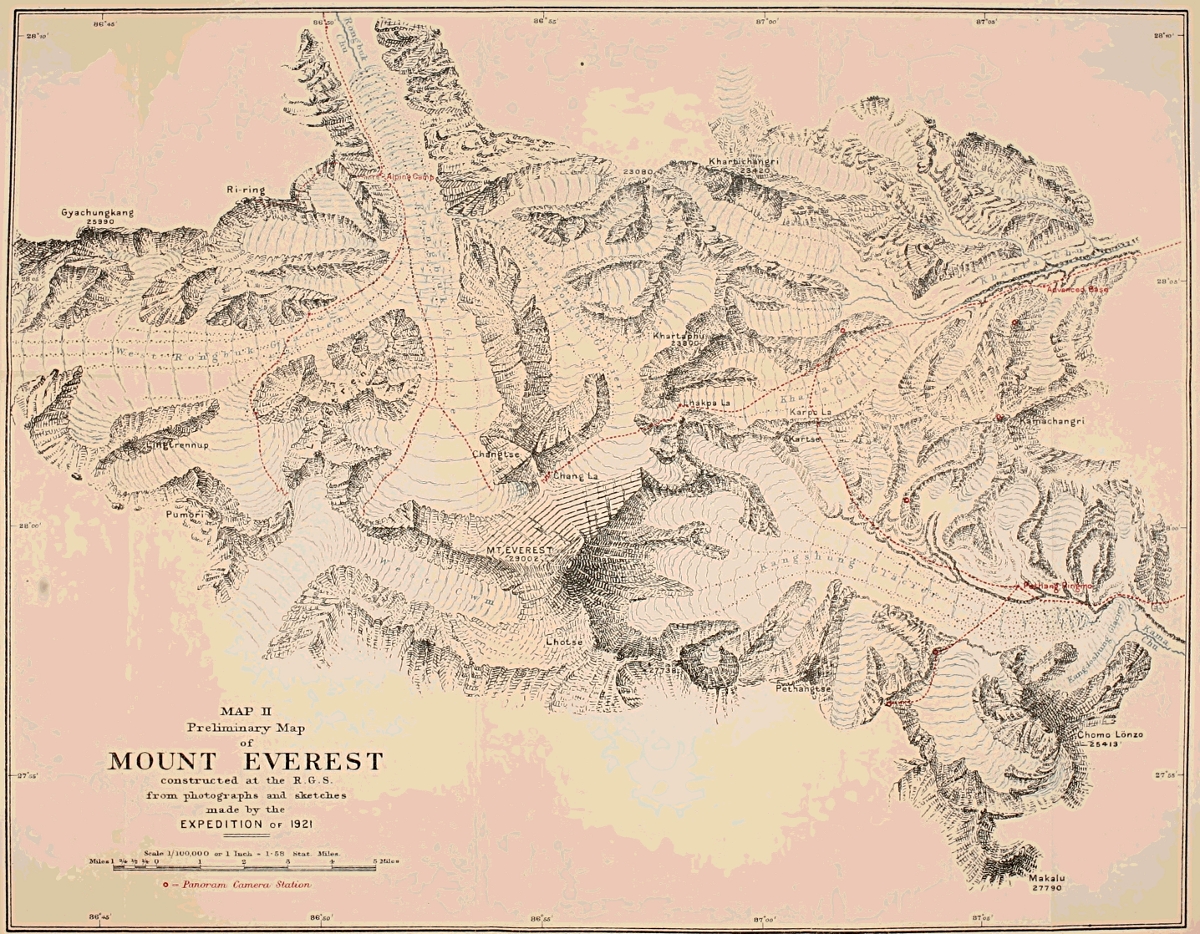 86°45'
86°50'
86°55'
87°00'
87°05'
28°10'
28°10'
Rongbuk
Chu
Alpine Camp
Kharbichangri
23420
23080
Ri-ring
Gyachungkang
25990
28°05'
Advanced Base
Khartaphu
West Rongbuk Glacier
Lhakpa La
Khar
Karpo La
Kartse
Kamachangri
Lingtrennup
Changtse
Chang La
Pumori
28°00'
MT EVEREST
29002
Kangshung Glacier
Pethang Ringmo
Kama
Chu
Lhotse
Pethangtse
Chomo Lönzo
25413
MAP II
Preliminary Map
of
MOUNT EVEREST
constructed at the R.G.S.
from photographs and sketches
made by the
EXPEDITION OF 1921
27°55'
27°55'
Scale 1/100,000 or 1 Inch = 1·58 Stat. Miles.
Miles 1 ¾ ½ ¼ 0 1 2 3 4 5 Miles
— Panoram Camera Station
Makalu
27790
86°45'
86°50'
86°55'
87°00'
87°05'